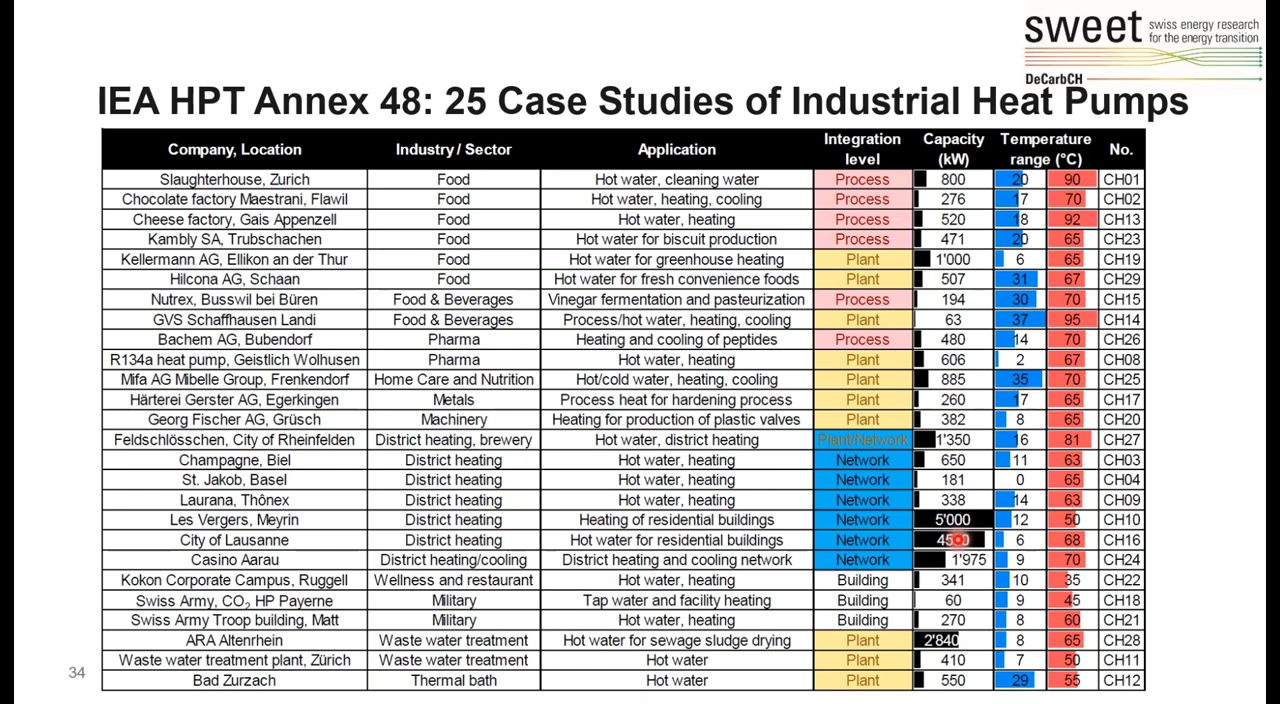 sweet swiss energy research
for the energy transition
DeCarbCH
IEA HPT Annex 48: 25 Case Studies of Industrial Heat Pumps
Company, Location Industry / Sector Application Integration level Capacity (kW) Temperature range (°C) No.
Slaughterhouse, Zurich Food Hot water, cleaning water Process 800 20 90 CH01
Chocolate factory Maestrani, Flawil Food Hot water, heating, cooling Process 276 17 70 CH02
Cheese factory, Gais Appenzell Food Hot water, heating Process 520 18 92 CH13
Kambly SA, Trubschachen Food Hot water for biscuit production Process 471 20 65 CH23
Kellermann AG, Ellikon an der Thur Food Hot water for greenhouse heating Plant 1'000 6 65 CH19
Hilcona AG, Schaan Food Hot water for fresh convenience foods Plant 507 31 67 CH29
Nutrex, Busswil bei Büren Food & Beverages Vinegar fermentation and pasteurization Process 194 30 70 CH15
GVS Schaffhausen Landi Food & Beverages Process/hot water, heating, cooling Plant 63 37 95 CH14
Bachem AG, Bubendorf Pharma Heating and cooling of peptides Process 480 14 70 CH26
R134a heat pump, Geistlich Wolhusen Pharma Hot water, heating Plant 606 2 67 CH08
Mifa AG Mibelle Group, Frenkendorf Home Care and Nutrition Hot/cold water, heating, cooling Plant 885 35 70 CH25
Härterei Gerster AG, Egerkingen Metals Process heat for hardening process Plant 260 17 65 CH17
Georg Fischer AG, Grüsch Machinery Heating for production of plastic valves Plant 382 8 65 CH20
Feldschlösschen, City of Rheinfelden District heating, brewery Hot water, district heating Plant/Network 1'350 16 81 CH27
Champagne, Biel District heating Hot water, heating Network 650 11 63 CH03
St. Jakob, Basel District heating Hot water, heating Network 181 0 65 CH04
Laurana, Thônex District heating Hot water, heating Network 338 14 63 CH09
Les Vergers, Meyrin District heating Heating of residential buildings Network 5'000 12 50 CH10
City of Lausanne District heating Hot water for residential buildings Network 6 68 CH16
Casino Aarau District heating/cooling District heating and cooling network Network 1'975 9 70 CH24
Kokon Corporate Campus, Ruggell Wellness and restaurant Hot water, heating Building 341 10 35 CH22
Swiss Army, CO₂ HP Payerne Military Tap water and facility heating Building 60 9 45 CH18
Swiss Army Troop building, Matt Military Hot water, heating Building 270 8 60 CH21
ARA Altenrhein Waste water treatment Hot water for sewage sludge drying Plant 2'840 8 65 CH28
Waste water treatment plant, Zürich Waste water treatment Hot water Plant 410 7 50 CH11
Bad Zurzach Thermal bath Hot water Plant 550 29 55 CH12
34